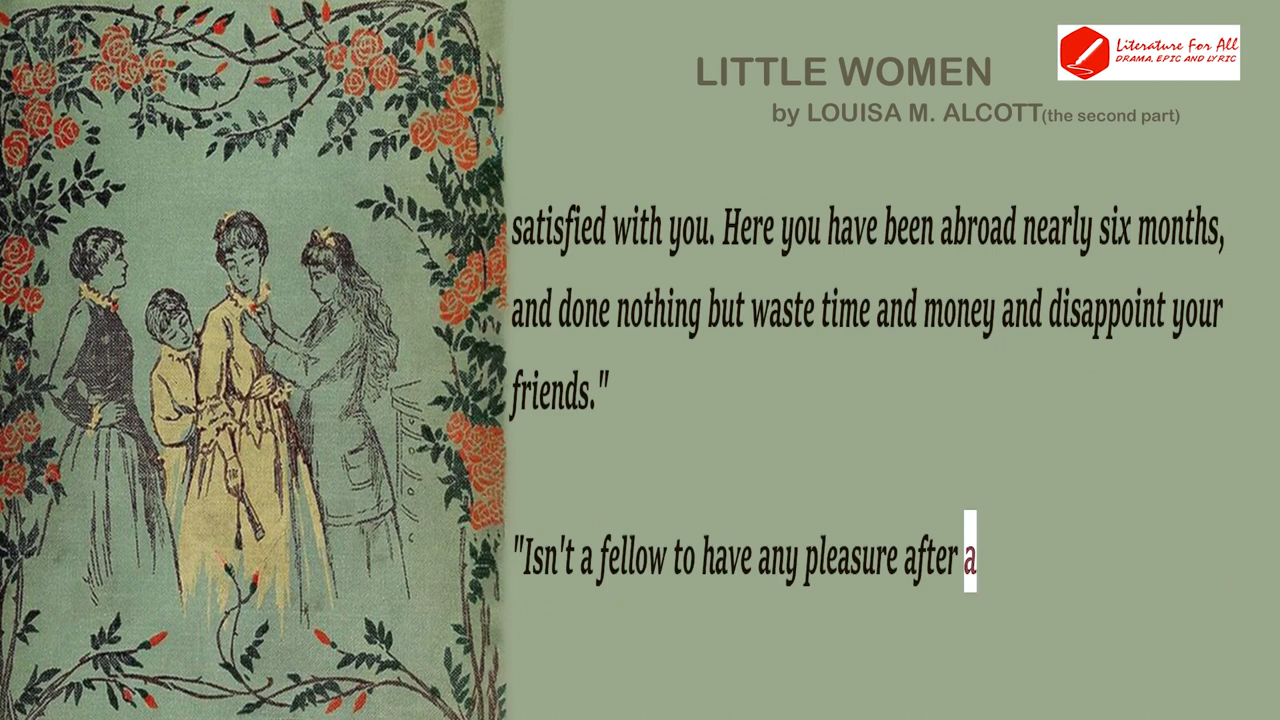 LITTLE WOMEN
by LOUISA M. ALCOTT(the second part)
Literature For All
DRAMA, EPIC AND LYRIC
satisfied with you. Here you have been abroad nearly six months,
and done nothing but waste time and money and disappoint your
friends."
"Isn't a fellow to have any pleasure after a